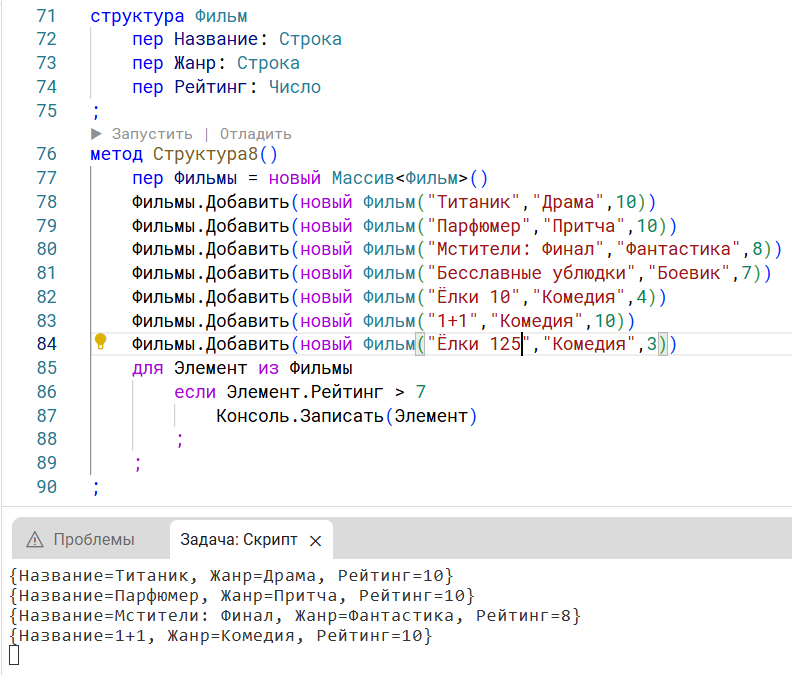 71 структура Фильм
72 пер Название: Строка
73 пер Жанр: Строка
74 пер Рейтинг: Число
75 ;
Запустить | Отладить
76 метод Структура8()
77 пер Фильмы = новый Массив<Фильм>()
78 Фильмы.Добавить(новый Фильм("Титаник","Драма",10))
79 Фильмы.Добавить(новый Фильм("Парфюмер","Притча",10))
80 Фильмы.Добавить(новый Фильм("Мстители: Финал","Фантастика",8))
81 Фильмы.Добавить(новый Фильм("Бесславные ублюдки","Боевик",7))
82 Фильмы.Добавить(новый Фильм("Ёлки 10","Комедия",4))
83 Фильмы.Добавить(новый Фильм("1+1","Комедия",10))
84 Фильмы.Добавить(новый Фильм("Ёлки 125","Комедия",3))
85 для Элемент из Фильмы
86 если Элемент.Рейтинг > 7
87 Консоль.Записать(Элемент)
88 ;
89 ;
90 ;
Проблемы Задача: Скрипт
{Название=Титаник, Жанр=Драма, Рейтинг=10}
{Название=Парфюмер, Жанр=Притча, Рейтинг=10}
{Название=Мстители: Финал, Жанр=Фантастика, Рейтинг=8}
{Название=1+1, Жанр=Комедия, Рейтинг=10}